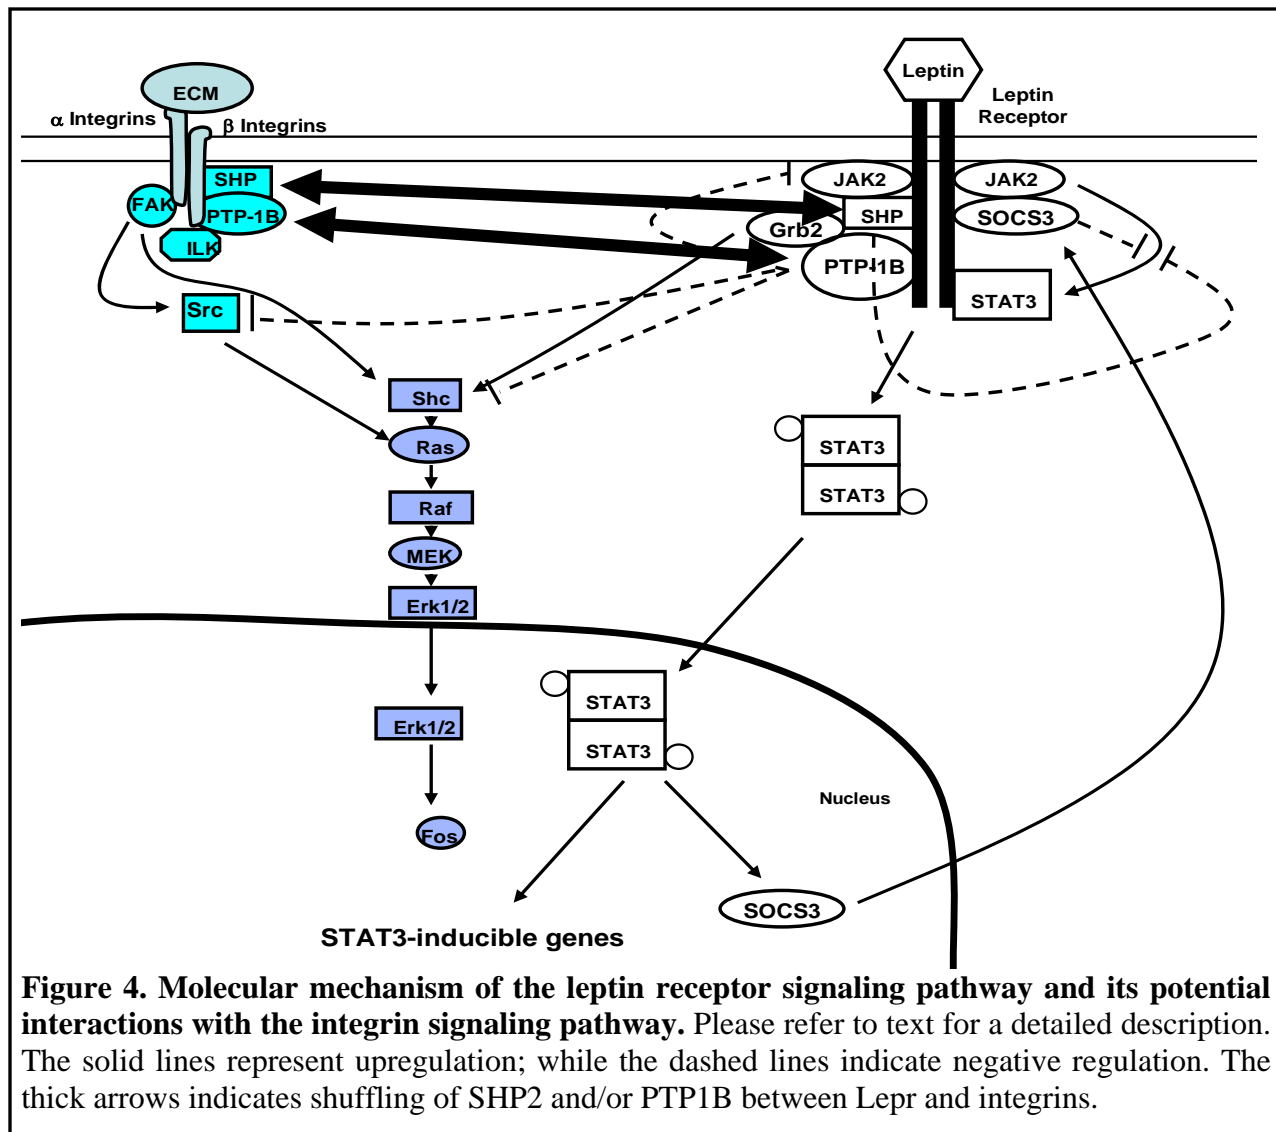 Leptin
ECM
Leptin
Receptor
α Integrins
β Integrins
SHP
JAK2
JAK2
FAK
PTP-1B
SHP
SOCS3
Grb2
ILK
PTP-1B
Src
STAT3
Shc
Ras
STAT3
STAT3
Raf
MEK
Erk1/2
STAT3
Erk1/2
STAT3
Nucleus
Fos
SOCS3
STAT3-inducible genes
Figure 4. Molecular mechanism of the leptin receptor signaling pathway and its potential
interactions with the integrin signaling pathway. Please refer to text for a detailed description.
The solid lines represent upregulation; while the dashed lines indicate negative regulation. The
thick arrows indicates shuffling of SHP2 and/or PTP1B between Lepr and integrins.